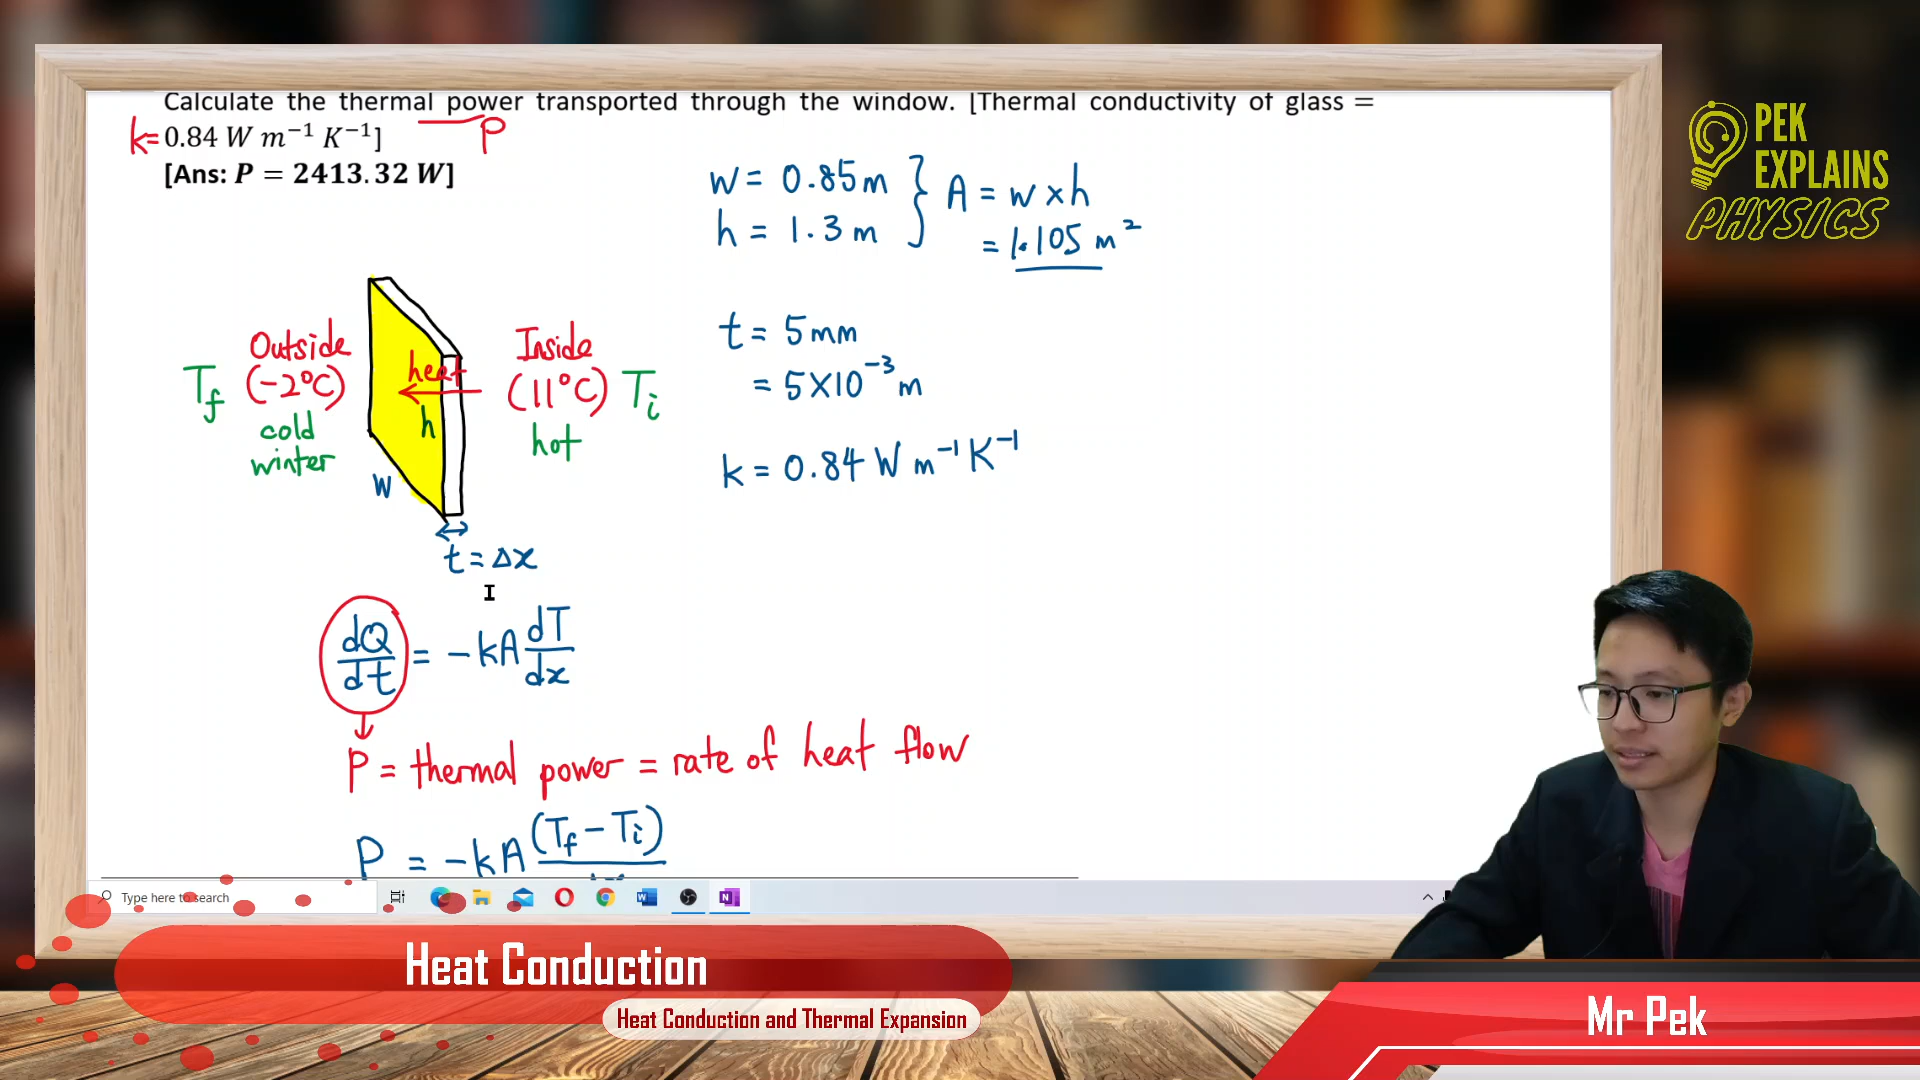 Calculate the thermal power transported through the window. [Thermal conductivity of glass =
k= 0.84 W m⁻¹ K⁻¹]
P
[Ans: P = 2413.32 W]
w = 0.85 m
h = 1.3 m
A = w × h
= 1.105 m²
t = 5mm
= 5×10⁻³ m
k = 0.84 W m⁻¹ K⁻¹
Outside
(-2°C)
Tf
cold
winter
heat
h
w
Inside
(11°C) Ti
hot
t = Δx
dQ/dt = -kA dT/dx
P = thermal power = rate of heat flow
P = -kA (Tf - Ti)
Type here to search
PEK
EXPLAINS
PHYSICS
Heat Conduction
Heat Conduction and Thermal Expansion
Mr Pek